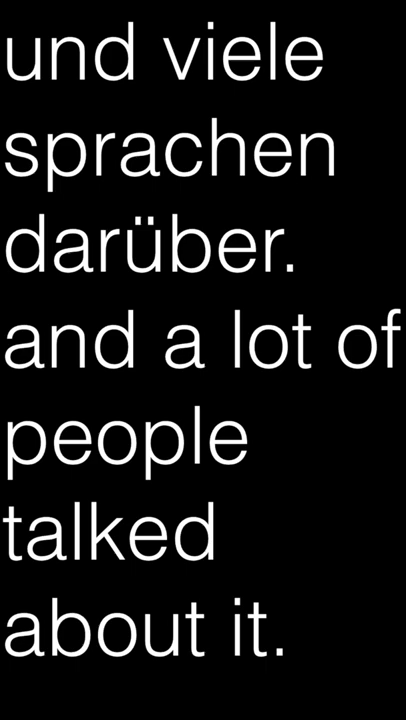 und viele
sprachen
darüber.
and a lot of
people
talked
about it.